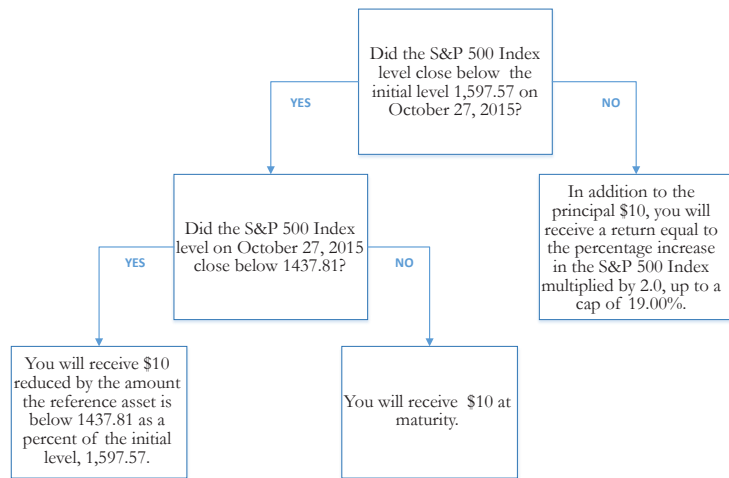 Did the S&P 500 Index
level close below the
initial level 1,597.57 on
October 27, 2015?
YES
NO
Did the S&P 500 Index
level on October 27, 2015
close below 1437.81?
In addition to the
principal $10, you will
receive a return equal to
the percentage increase
in the S&P 500 Index
multiplied by 2.0, up to a
cap of 19.00%.
YES
NO
You will receive $10
reduced by the amount
the reference asset is
below 1437.81 as a
percent of the initial
level, 1,597.57.
You will receive $10 at
maturity.